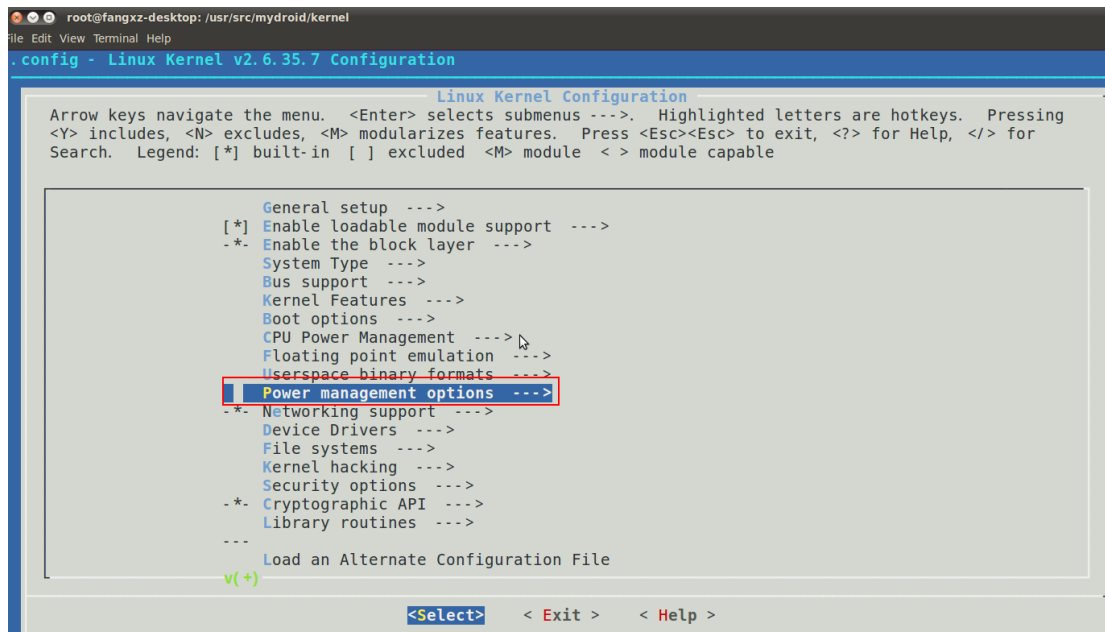 root@fangxz-desktop: /usr/src/mydroid/kernel
File Edit View Terminal Help
.config - Linux Kernel v2.6.35.7 Configuration
Linux Kernel Configuration
Arrow keys navigate the menu. <Enter> selects submenus --->. Highlighted letters are hotkeys. Pressing
<Y> includes, <N> excludes, <M> modularizes features. Press <Esc><Esc> to exit, <?> for Help, </> for
Search. Legend: [*] built-in [ ] excluded <M> module < > module capable
General setup --->
[*] Enable loadable module support --->
-*- Enable the block layer --->
System Type --->
Bus support --->
Kernel Features --->
Boot options --->
CPU Power Management --->
Floating point emulation --->
Userspace binary formats --->
Power management options --->
-*- Networking support --->
Device Drivers --->
File systems --->
Kernel hacking --->
Security options --->
-*- Cryptographic API --->
Library routines --->
---
Load an Alternate Configuration File
v(+)
<Select> < Exit > < Help >